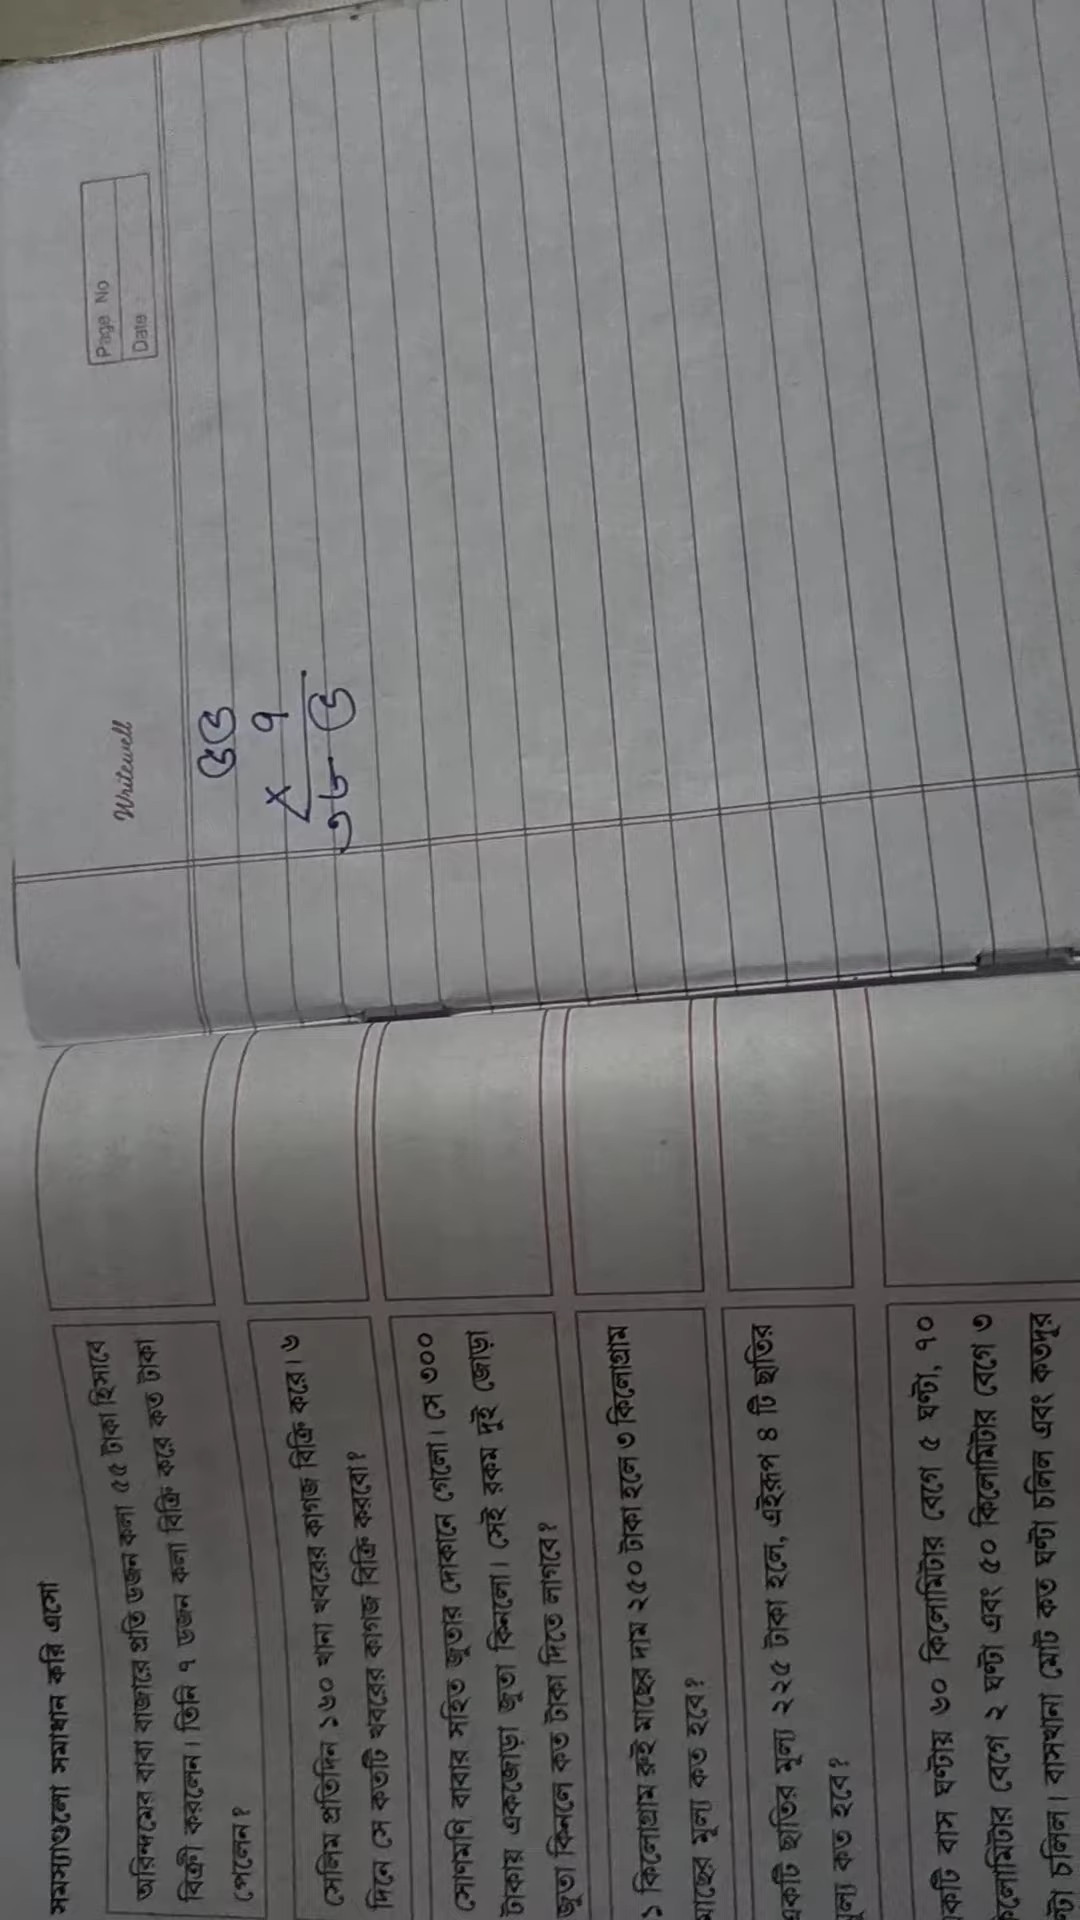 সমস্যাগুলো সমাধান করি এসো
অরিন্দমের বাবা বাজারে প্রতি ডজন কলা ৫৫ টাকা হিসাবে
বিক্রী করলেন। তিনি ৭ ডজন কলা বিক্রি করে কত টাকা
পেলেন?
সেলিম প্রতিদিন ১৬০ খানা খবরের কাগজ বিক্রি করে। ৬
দিনে সে কতটি খবরের কাগজ বিক্রি করবো?
সোণমণি বাবার সহিত জুতার দোকানে গেলো। সে ৩০০
টাকায় একজোড়া জুতা কিনলো। সেই রকম দুই জোড়া
জুতা কিনলে কত টাকা দিতে লাগবে?
১ কিলোগ্রাম রুই মাছের দাম ২৫০ টাকা হলে ৩ কিলোগ্রাম
মাছের মূল্য কত হবে?
একটি ছাতির মূল্য ২২৫ টাকা হলে, এইরূপ ৪ টি ছাতির
মূল্য কত হবে?
একটি বাস ঘণ্টায় ৬০ কিলোমিটার বেগে ৫ ঘণ্টা, ৭০
কিলোমিটার বেগে ২ ঘণ্টা এবং ৫০ কিলোমিটার বেগে ৩
ঘণ্টা চলিল। বাসখানা মোট কত ঘণ্টা চলিল এবং কতদূর
Writewell
Page No
Date :
৫৫
× ৭
৩৮ ৫